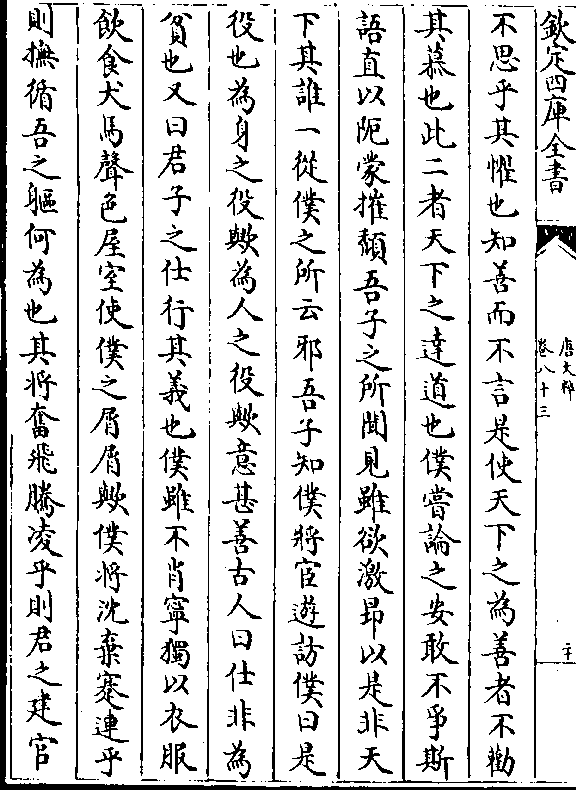 欽定四庫全書
唐文粹
卷八十三
不思乎其懼也知善而不言是使天下之為善者不勸
其慕也此二者天下之達道也僕嘗論之安敢不爭斯
語直以阨蒙摧頽吾子之所聞見雖欲激昻以是非天
下其誰一從僕之所云邪吾子知僕將宦遊訪僕曰是
役也為身之役歟為人之役歟意甚善古人曰仕非為
貧也又曰君子之仕行其義也僕雖不肖寧獨以衣服
飲食犬馬聲色屋室使僕之屑屑歟僕將沈棄蹇連乎
則撫循吾之軀何為也其將奮飛騰凌乎則君之建官